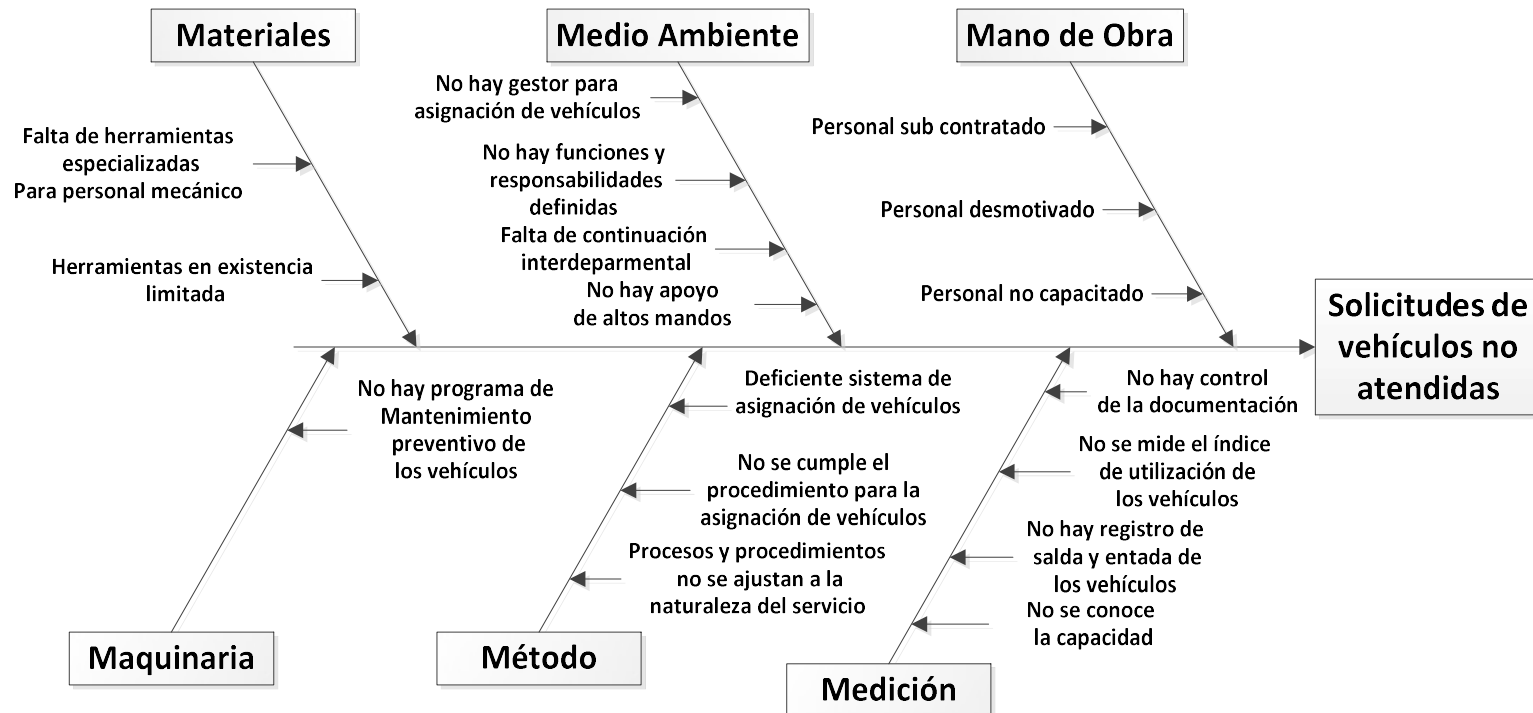 Materiales
Medio Ambiente
Mano de Obra
Falta de herramientas
especializadas
Para personal mecánico
Herramientas en existencia
limitada
No hay gestor para
asignación de vehículos
No hay funciones y
responsabilidades
definidas
Falta de continuación
interdeparmental
No hay apoyo
de altos mandos
Personal sub contratado
Personal desmotivado
Personal no capacitado
Solicitudes de
vehículos no
atendidas
No hay programa de
Mantenimiento
preventivo de
los vehículos
Deficiente sistema de
asignación de vehículos
No se cumple el
procedimiento para la
asignación de vehículos
Procesos y procedimientos
no se ajustan a la
naturaleza del servicio
No hay control
de la documentación
No se mide el índice
de utilización de
los vehículos
No hay registro de
salda y entada de
los vehículos
No se conoce
la capacidad
Maquinaria
Método
Medición